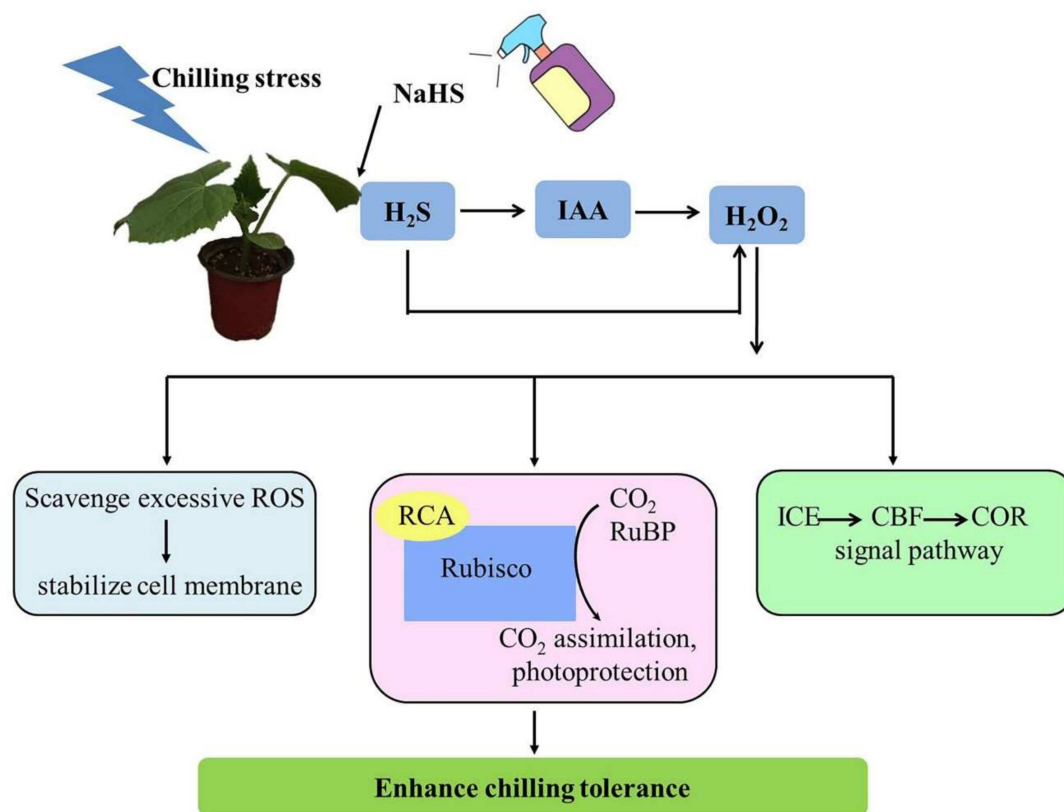 Chilling stress
NaHS
H₂S
IAA
H₂O₂
Scavenge excessive ROS
stabilize cell membrane
RCA
Rubisco
CO₂
RuBP
CO₂ assimilation,
photoprotection
ICE CBF COR
signal pathway
Enhance chilling tolerance